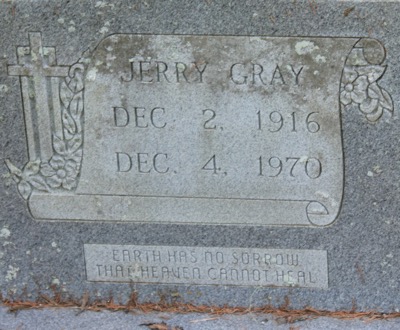 JERRY GRAY
DEC. 2, 1916
DEC. 4, 1970
EARTH HAS NO SORROW
THAT HEAVEN CANNOT HEAL